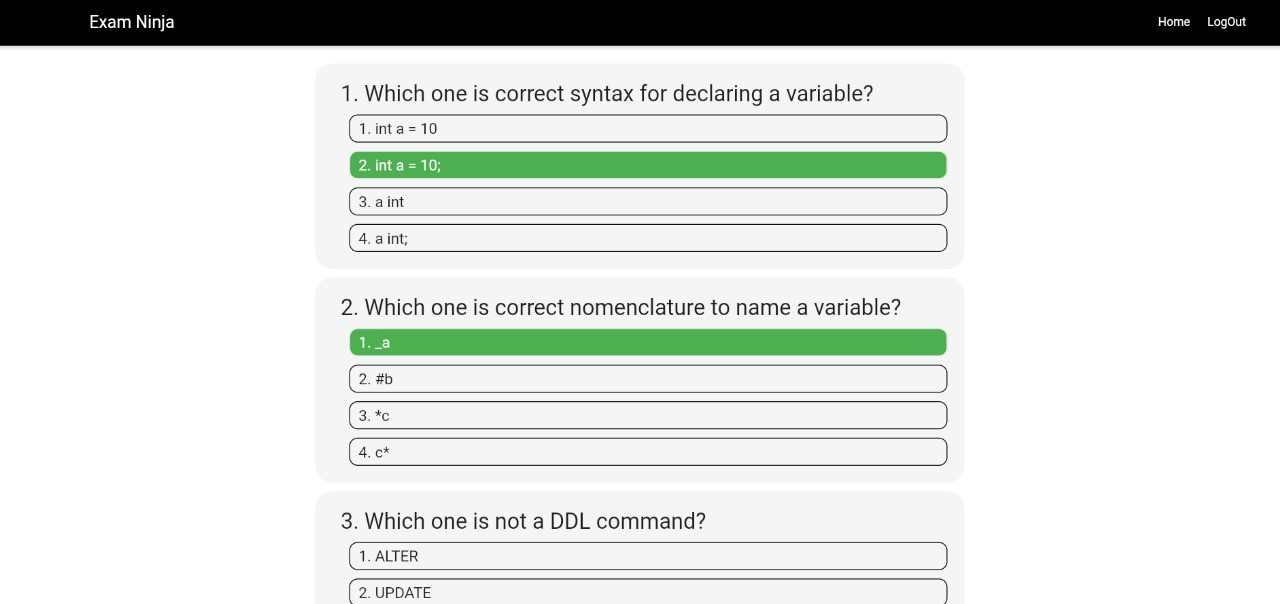 Exam Ninja
Home LogOut
1. Which one is correct syntax for declaring a variable?
1. int a = 10
2. int a = 10;
3. a int
4. a int;
2. Which one is correct nomenclature to name a variable?
1. _a
2. #b
3. *c
4. c*
3. Which one is not a DDL command?
1. ALTER
2. UPDATE